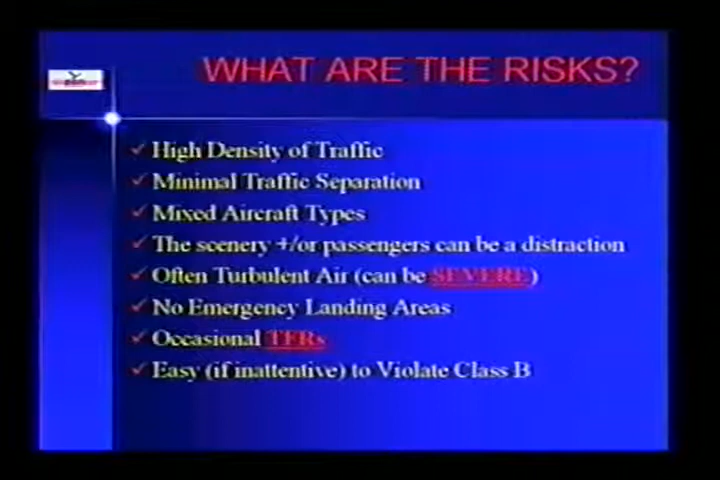 WHAT ARE THE RISKS?
High Density of Traffic
Minimal Traffic Separation
Mixed Aircraft Types
The scenery +/or passengers can be a distraction
Often Turbulent Air (can be SEVERE)
No Emergency Landing Areas
Occasional TFRs
Easy (if inattentive) to Violate Class B